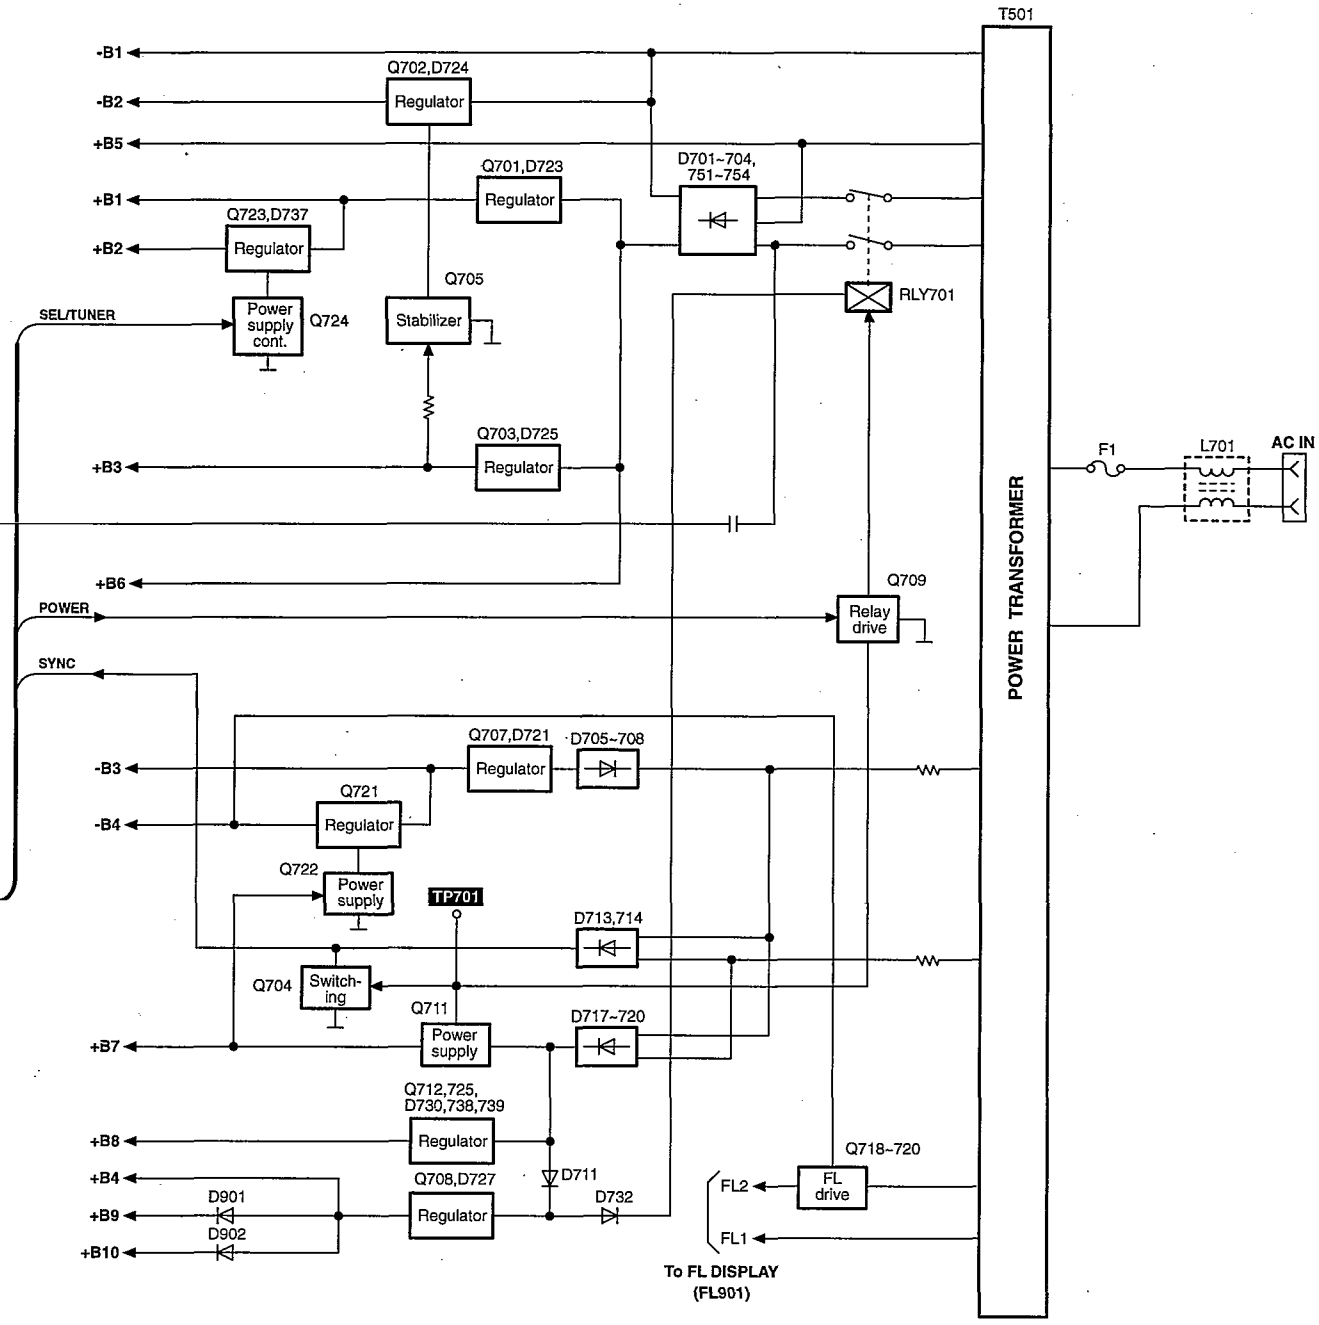 T501
-B1
Q702,D724
-B2
Regulator
+B5
D701~704,
751~754
Q701,D723
+B1
Regulator
Q723,D737
+B2
Regulator
Q705
RLY701
SEL/TUNER
Power
supply
cont.
Q724
Stabilizer
Q703,D725
+B3
Regulator
F1
L701
AC IN
POWER TRANSFORMER
+B6
Q709
POWER
Relay
drive
SYNC
Q707,D721
D705~708
-B3
Regulator
Q721
-B4
Regulator
Q722
Power
supply
TP701
D713,714
Q704
Switch-
ing
Q711
D717~720
+B7
Power
supply
Q712,725,
D730,738,739
+B8
Regulator
Q718~720
+B4
Q708,D727
D711
FL2
FL
drive
D901
+B9
Regulator
D732
D902
+B10
FL1
To FL DISPLAY
(FL901)